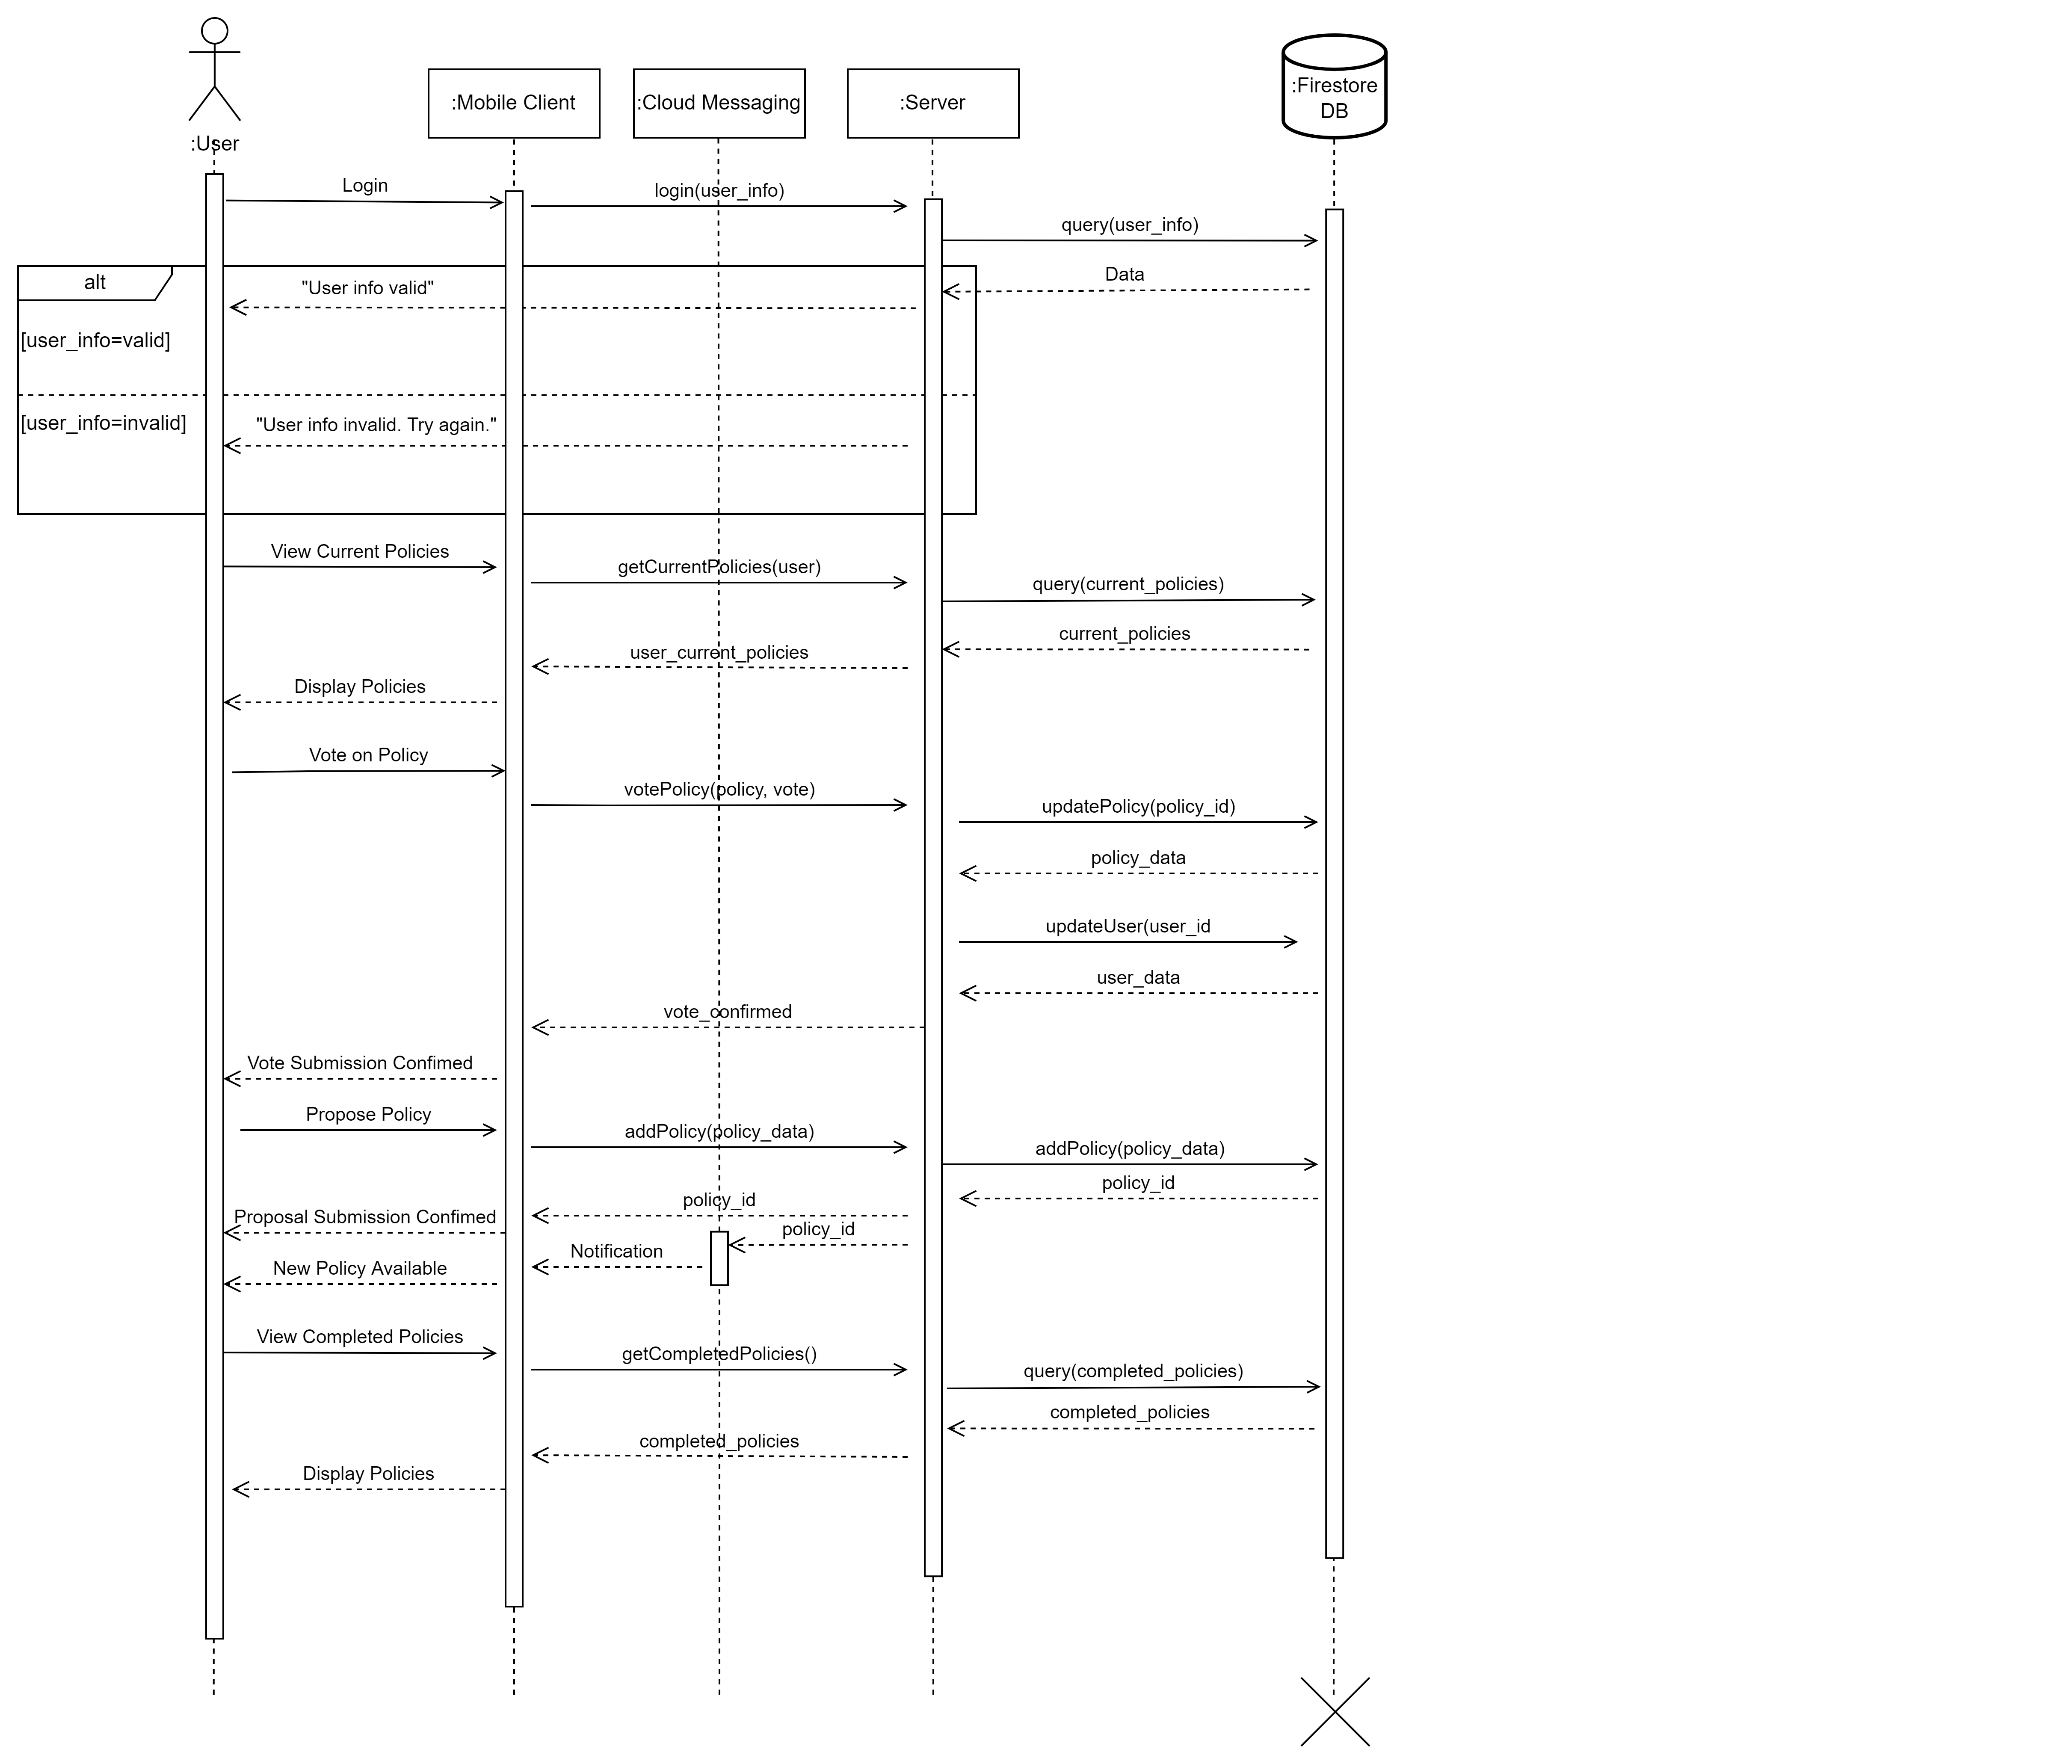 :User
:Mobile Client
:Cloud Messaging
:Server
:Firestore
DB
Login
login(user_info)
query(user_info)
Data
alt
"User info valid"
[user_info=valid]
[user_info=invalid]
"User info invalid. Try again."
View Current Policies
getCurrentPolicies(user)
query(current_policies)
current_policies
user_current_policies
Display Policies
Vote on Policy
votePolicy(policy, vote)
updatePolicy(policy_id)
policy_data
updateUser(user_id
user_data
vote_confirmed
Vote Submission Confimed
Propose Policy
addPolicy(policy_data)
addPolicy(policy_data)
policy_id
policy_id
Proposal Submission Confimed
policy_id
Notification
New Policy Available
View Completed Policies
getCompletedPolicies()
query(completed_policies)
completed_policies
completed_policies
Display Policies